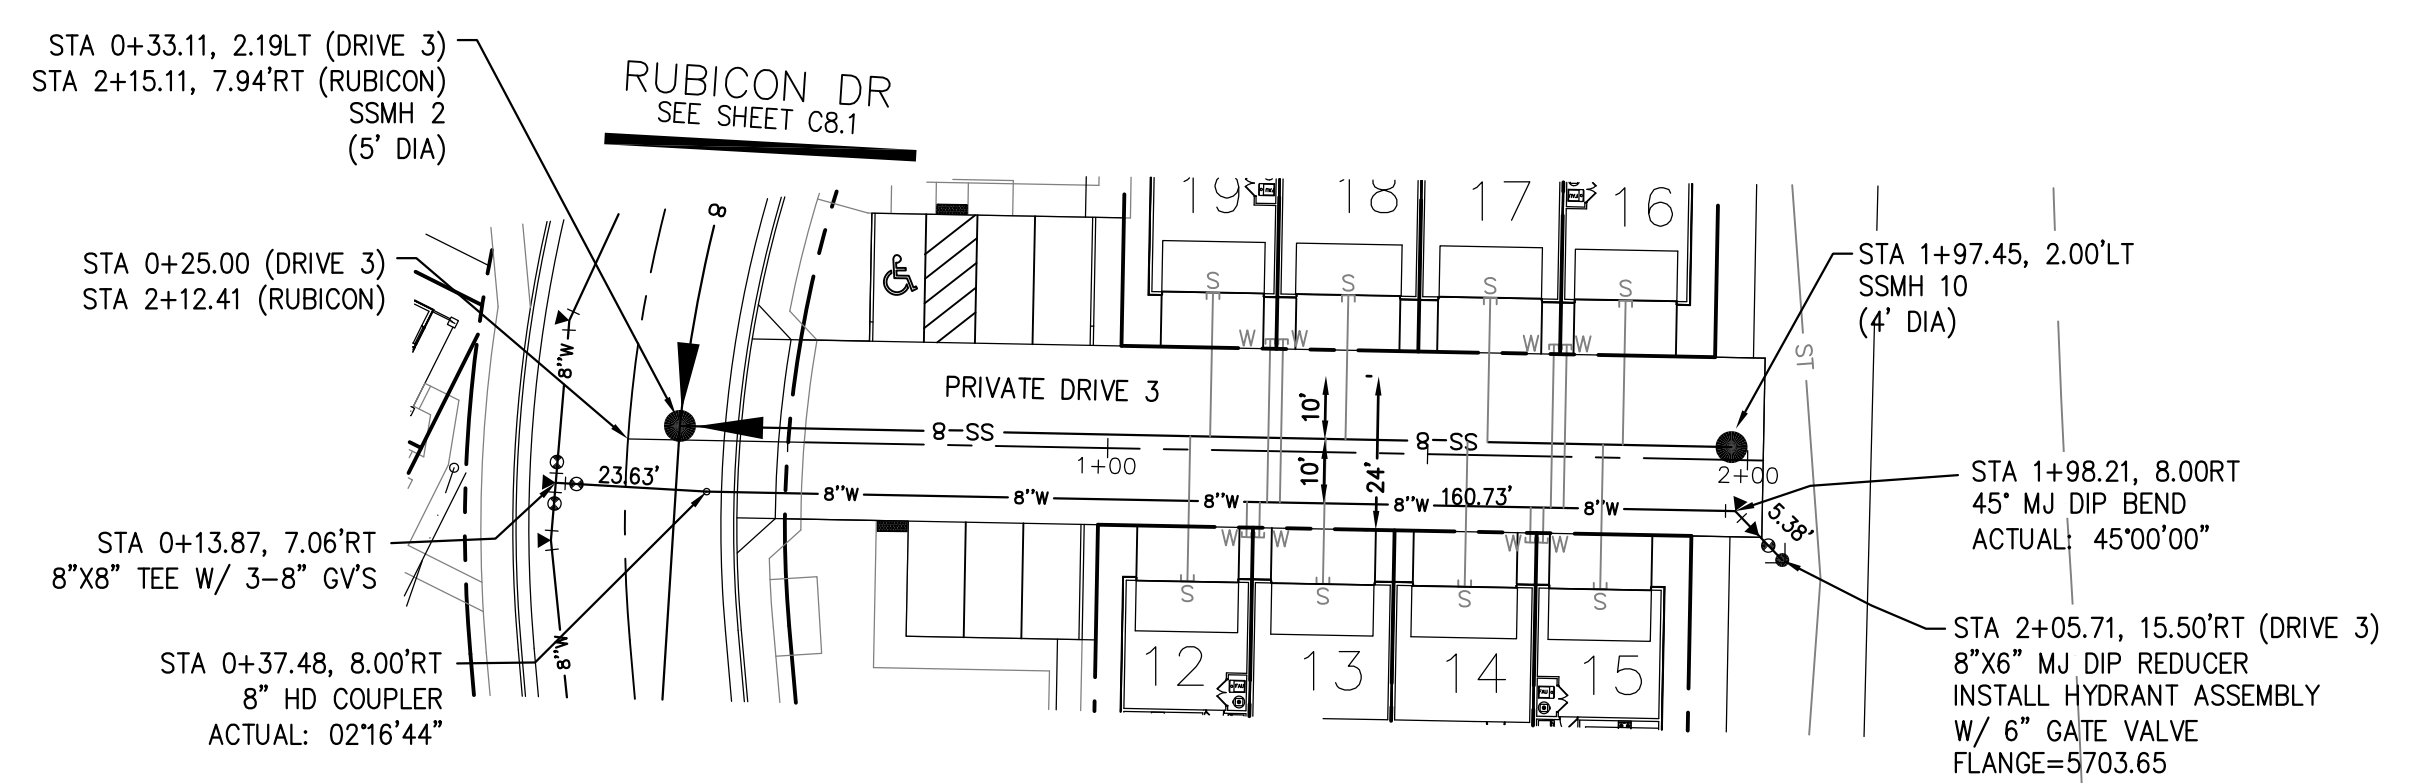 STA 0+33.11, 2.19LT (DRIVE 3)
STA 2+15.11, 7.94'RT (RUBICON)
SSMH 2
(5' DIA)
RUBICON DR
SEE SHEET C8.1
19
18
17
16
8
STA 0+25.00 (DRIVE 3)
STA 2+12.41 (RUBICON)
STA 1+97.45, 2.00'LT
SSMH 10
(4' DIA)
S
S
S
S
W
W
W
W
ST
8"W
PRIVATE DRIVE 3
10'
8-SS
8-SS
1+00
2+00
10'
24'
23.63'
8"W
8"W
8"W
8"W
160.73'
8"W
5.38'
STA 1+98.21, 8.00RT
45° MJ DIP BEND
ACTUAL: 45°00'00"
STA 0+13.87, 7.06'RT
8"X8" TEE W/ 3-8" GV'S
W
W
W
W
S
S
S
S
8"W
12
13
14
15
STA 0+37.48, 8.00'RT
8" HD COUPLER
ACTUAL: 02°16'44"
STA 2+05.71, 15.50'RT (DRIVE 3)
8"X6" MJ DIP REDUCER
INSTALL HYDRANT ASSEMBLY
W/ 6" GATE VALVE
FLANGE=5703.65